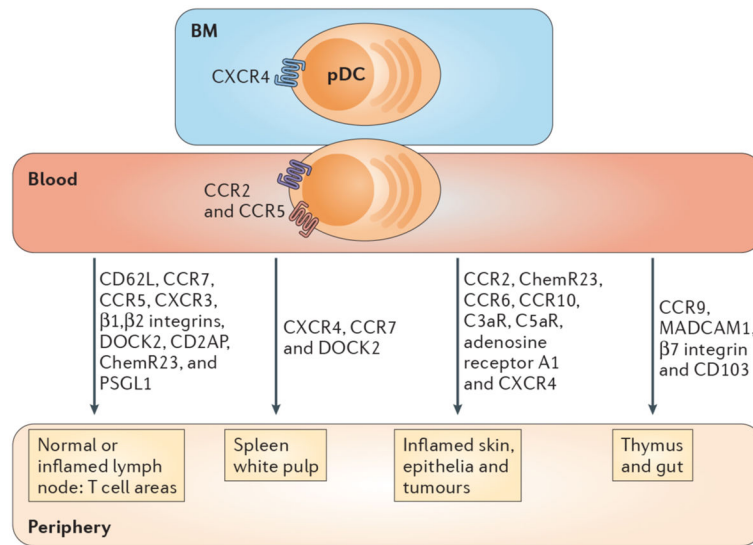 BM
CXCR4
pDC
Blood
CCR2
and CCR5
CD62L, CCR7,
CCR5, CXCR3,
β1,β2 integrins,
DOCK2, CD2AP,
ChemR23, and
PSGL1
CXCR4, CCR7
and DOCK2
CCR2, ChemR23,
CCR6, CCR10,
C3aR, C5aR,
adenosine
receptor A1
and CXCR4
CCR9,
MADCAM1,
β7 integrin
and CD103
Normal or
inflamed lymph
node: T cell areas
Spleen
white pulp
Inflamed skin,
epithelia and
tumours
Thymus
and gut
Periphery